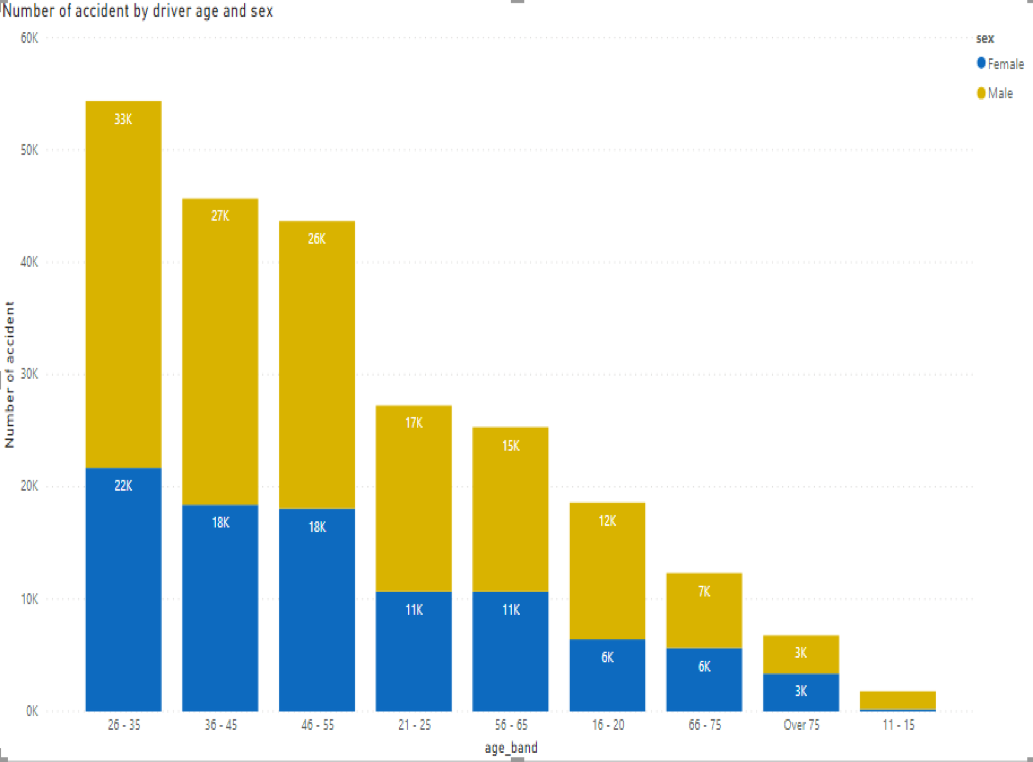 Number of accident by driver age and sex
sex
Female
Male
60K
50K
40K
30K
20K
10K
0K
Number of accident
33K
22K
27K
18K
26K
18K
17K
11K
15K
11K
12K
6K
7K
6K
3K
3K
26 - 35
36 - 45
46 - 55
21 - 25
56 - 65
16 - 20
66 - 75
Over 75
11 - 15
age_band